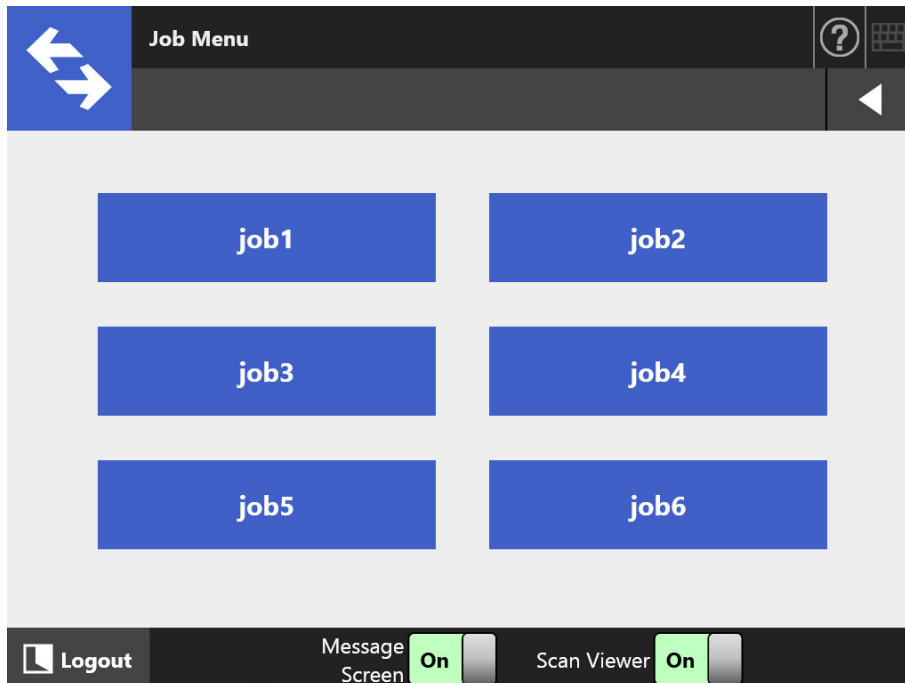 Job Menu
?
job1
job2
job3
job4
job5
job6
Logout
Message
Screen
On
Scan Viewer
On